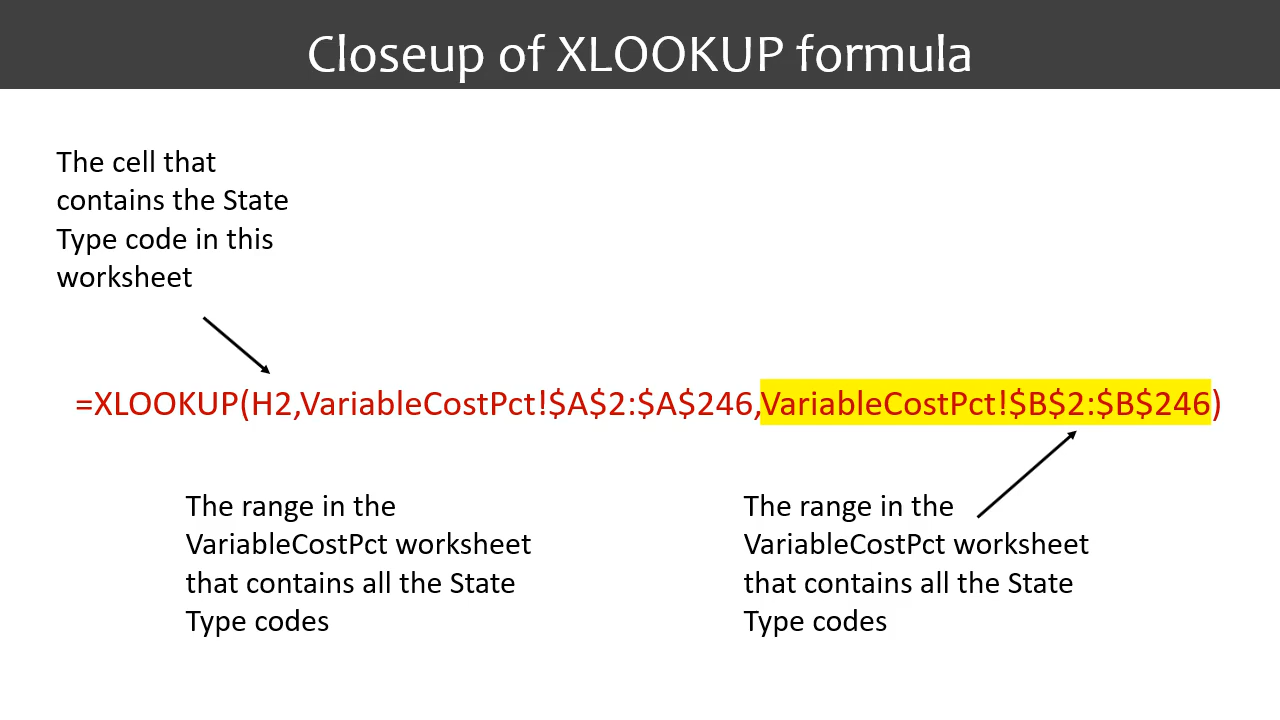 Closeup of XLOOKUP formula
The cell that
contains the State
Type code in this
worksheet
=XLOOKUP(H2,VariableCostPct!$A$2:$A$246,VariableCostPct!$B$2:$B$246)
The range in the
VariableCostPct worksheet
that contains all the State
Type codes
The range in the
VariableCostPct worksheet
that contains all the State
Type codes